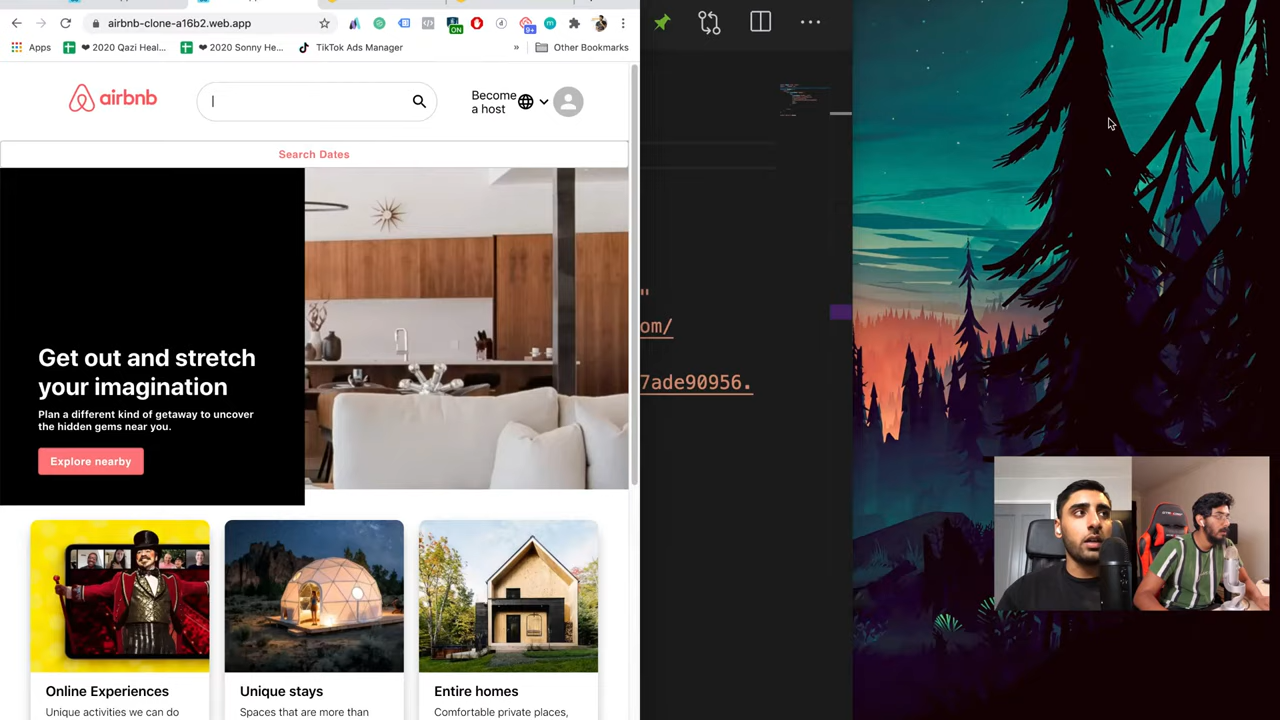 airbnb-clone-a16b2.web.app
ON
9+
Apps
❤ 2020 Qazi Heal...
❤ 2020 Sonny He...
TikTok Ads Manager
»
Other Bookmarks
airbnb
Become
a host
Search Dates
Get out and stretch
your imagination
Plan a different kind of getaway to uncover
the hidden gems near you.
Explore nearby
"
om/
7ade90956.
Online Experiences
Unique stays
Entire homes
Unique activities we can do
Spaces that are more than
Comfortable private places,